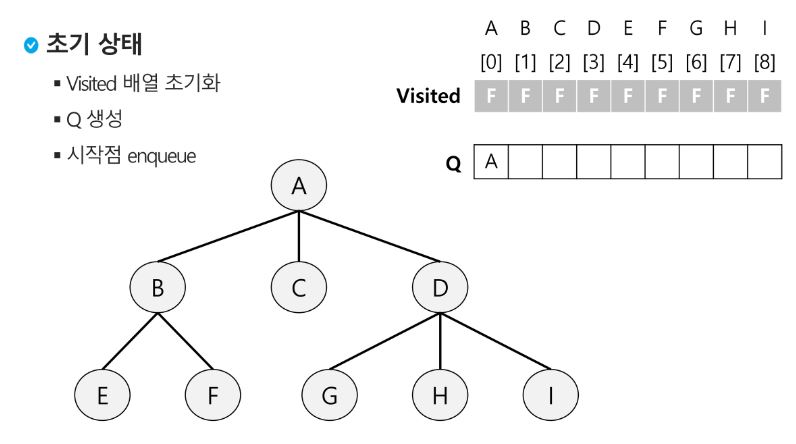 초기 상태
▪ Visited 배열 초기화
▪ Q 생성
▪ 시작점 enqueue
A B C D E F G H I
[0] [1] [2] [3] [4] [5] [6] [7] [8]
Visited F F F F F F F F F
Q A
A
B C D
E F G H I